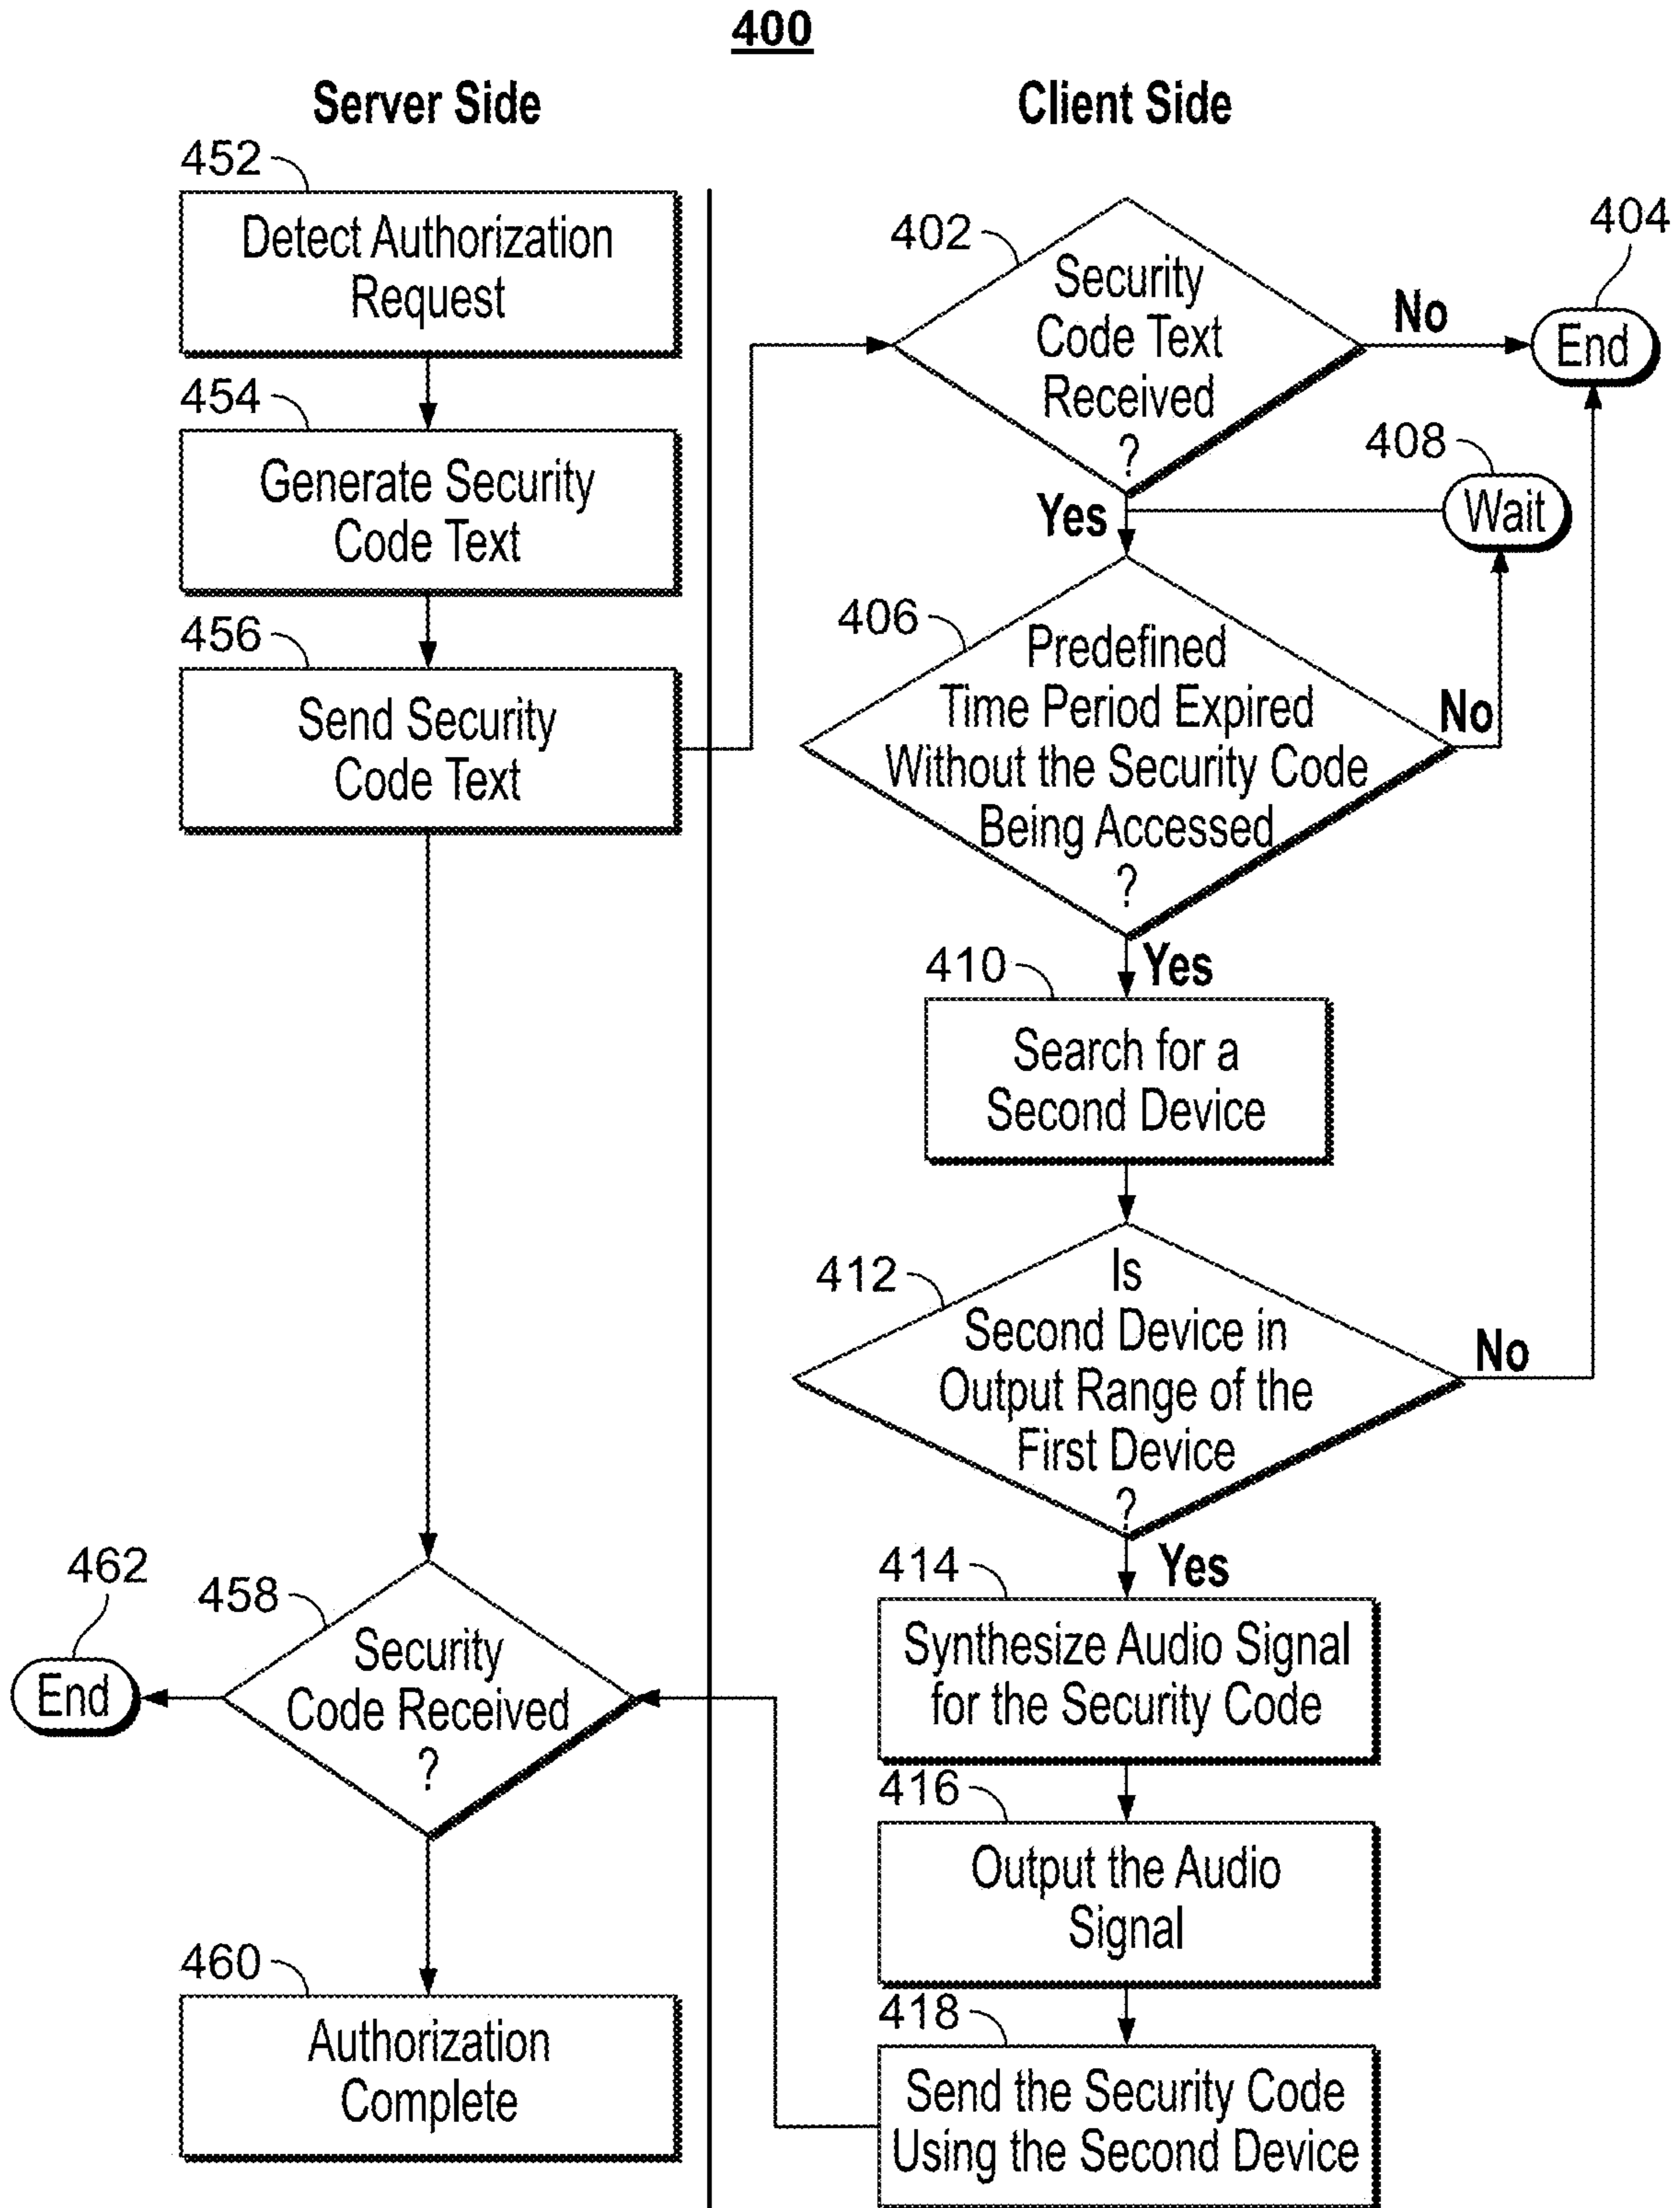 400
Server Side
Client Side
452
Detect Authorization
Request
454
Generate Security
Code Text
456
Send Security
Code Text
402
Security
Code Text
Received
?
No
404
End
Yes
408
Wait
406
Predefined
Time Period Expired
Without the Security Code
Being Accessed
?
No
Yes
410
Search for a
Second Device
412
Is
Second Device in
Output Range of the
First Device
?
No
Yes
414
Synthesize Audio Signal
for the Security Code
416
Output the Audio
Signal
418
Send the Security Code
Using the Second Device
458
Security
Code Received
?
462
End
460
Authorization
Complete